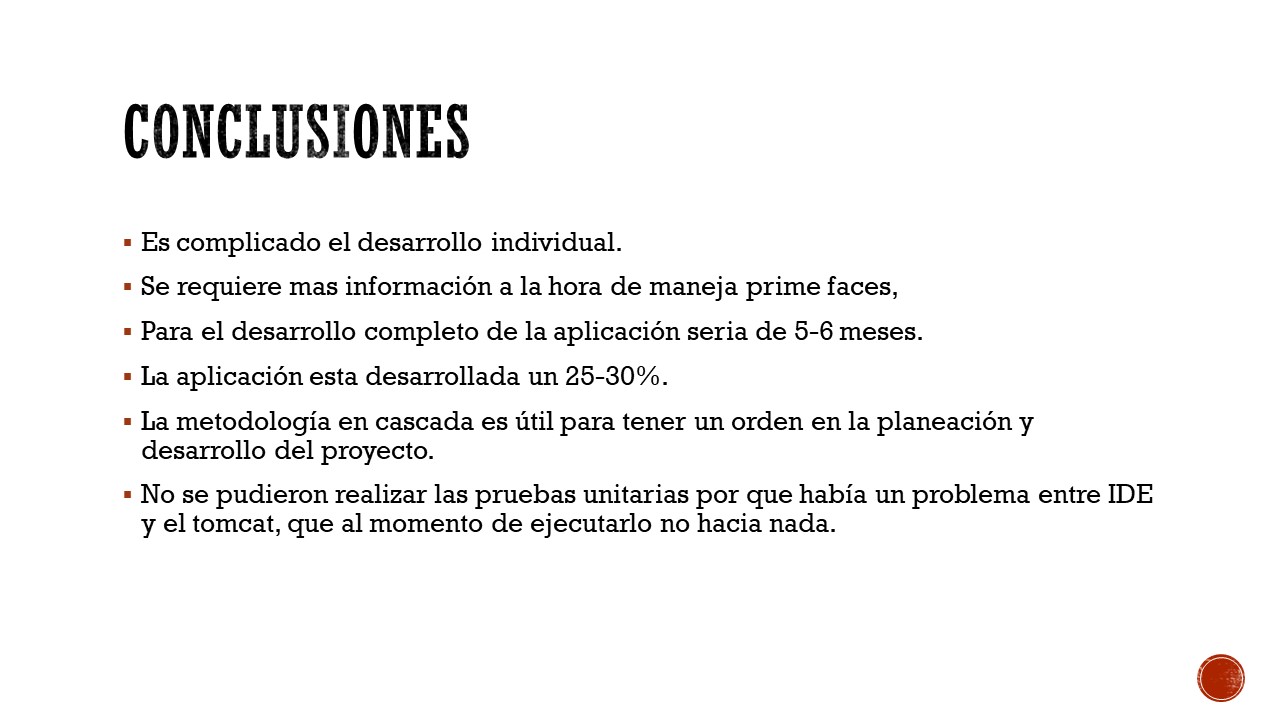 CONCLUSIONES
▪ Es complicado el desarrollo individual.
▪ Se requiere mas información a la hora de maneja prime faces,
▪ Para el desarrollo completo de la aplicación seria de 5-6 meses.
▪ La aplicación esta desarrollada un 25-30%.
▪ La metodología en cascada es útil para tener un orden en la planeación y
desarrollo del proyecto.
▪ No se pudieron realizar las pruebas unitarias por que había un problema entre IDE
y el tomcat, que al momento de ejecutarlo no hacia nada.